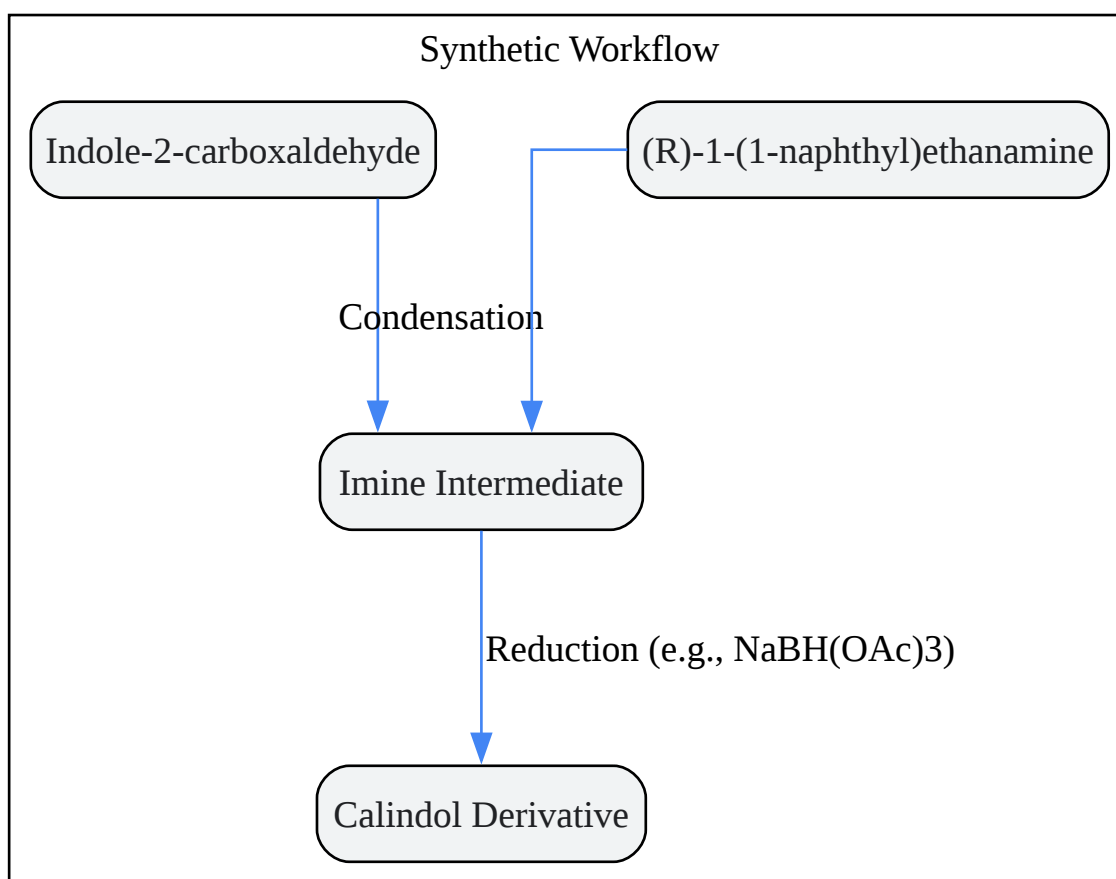 Synthetic Workflow
Indole-2-carboxaldehyde
(R)-1-(1-naphthyl)ethanamine
Condensation
Imine Intermediate
Reduction (e.g., NaBH(OAc)3)
Calindol Derivative